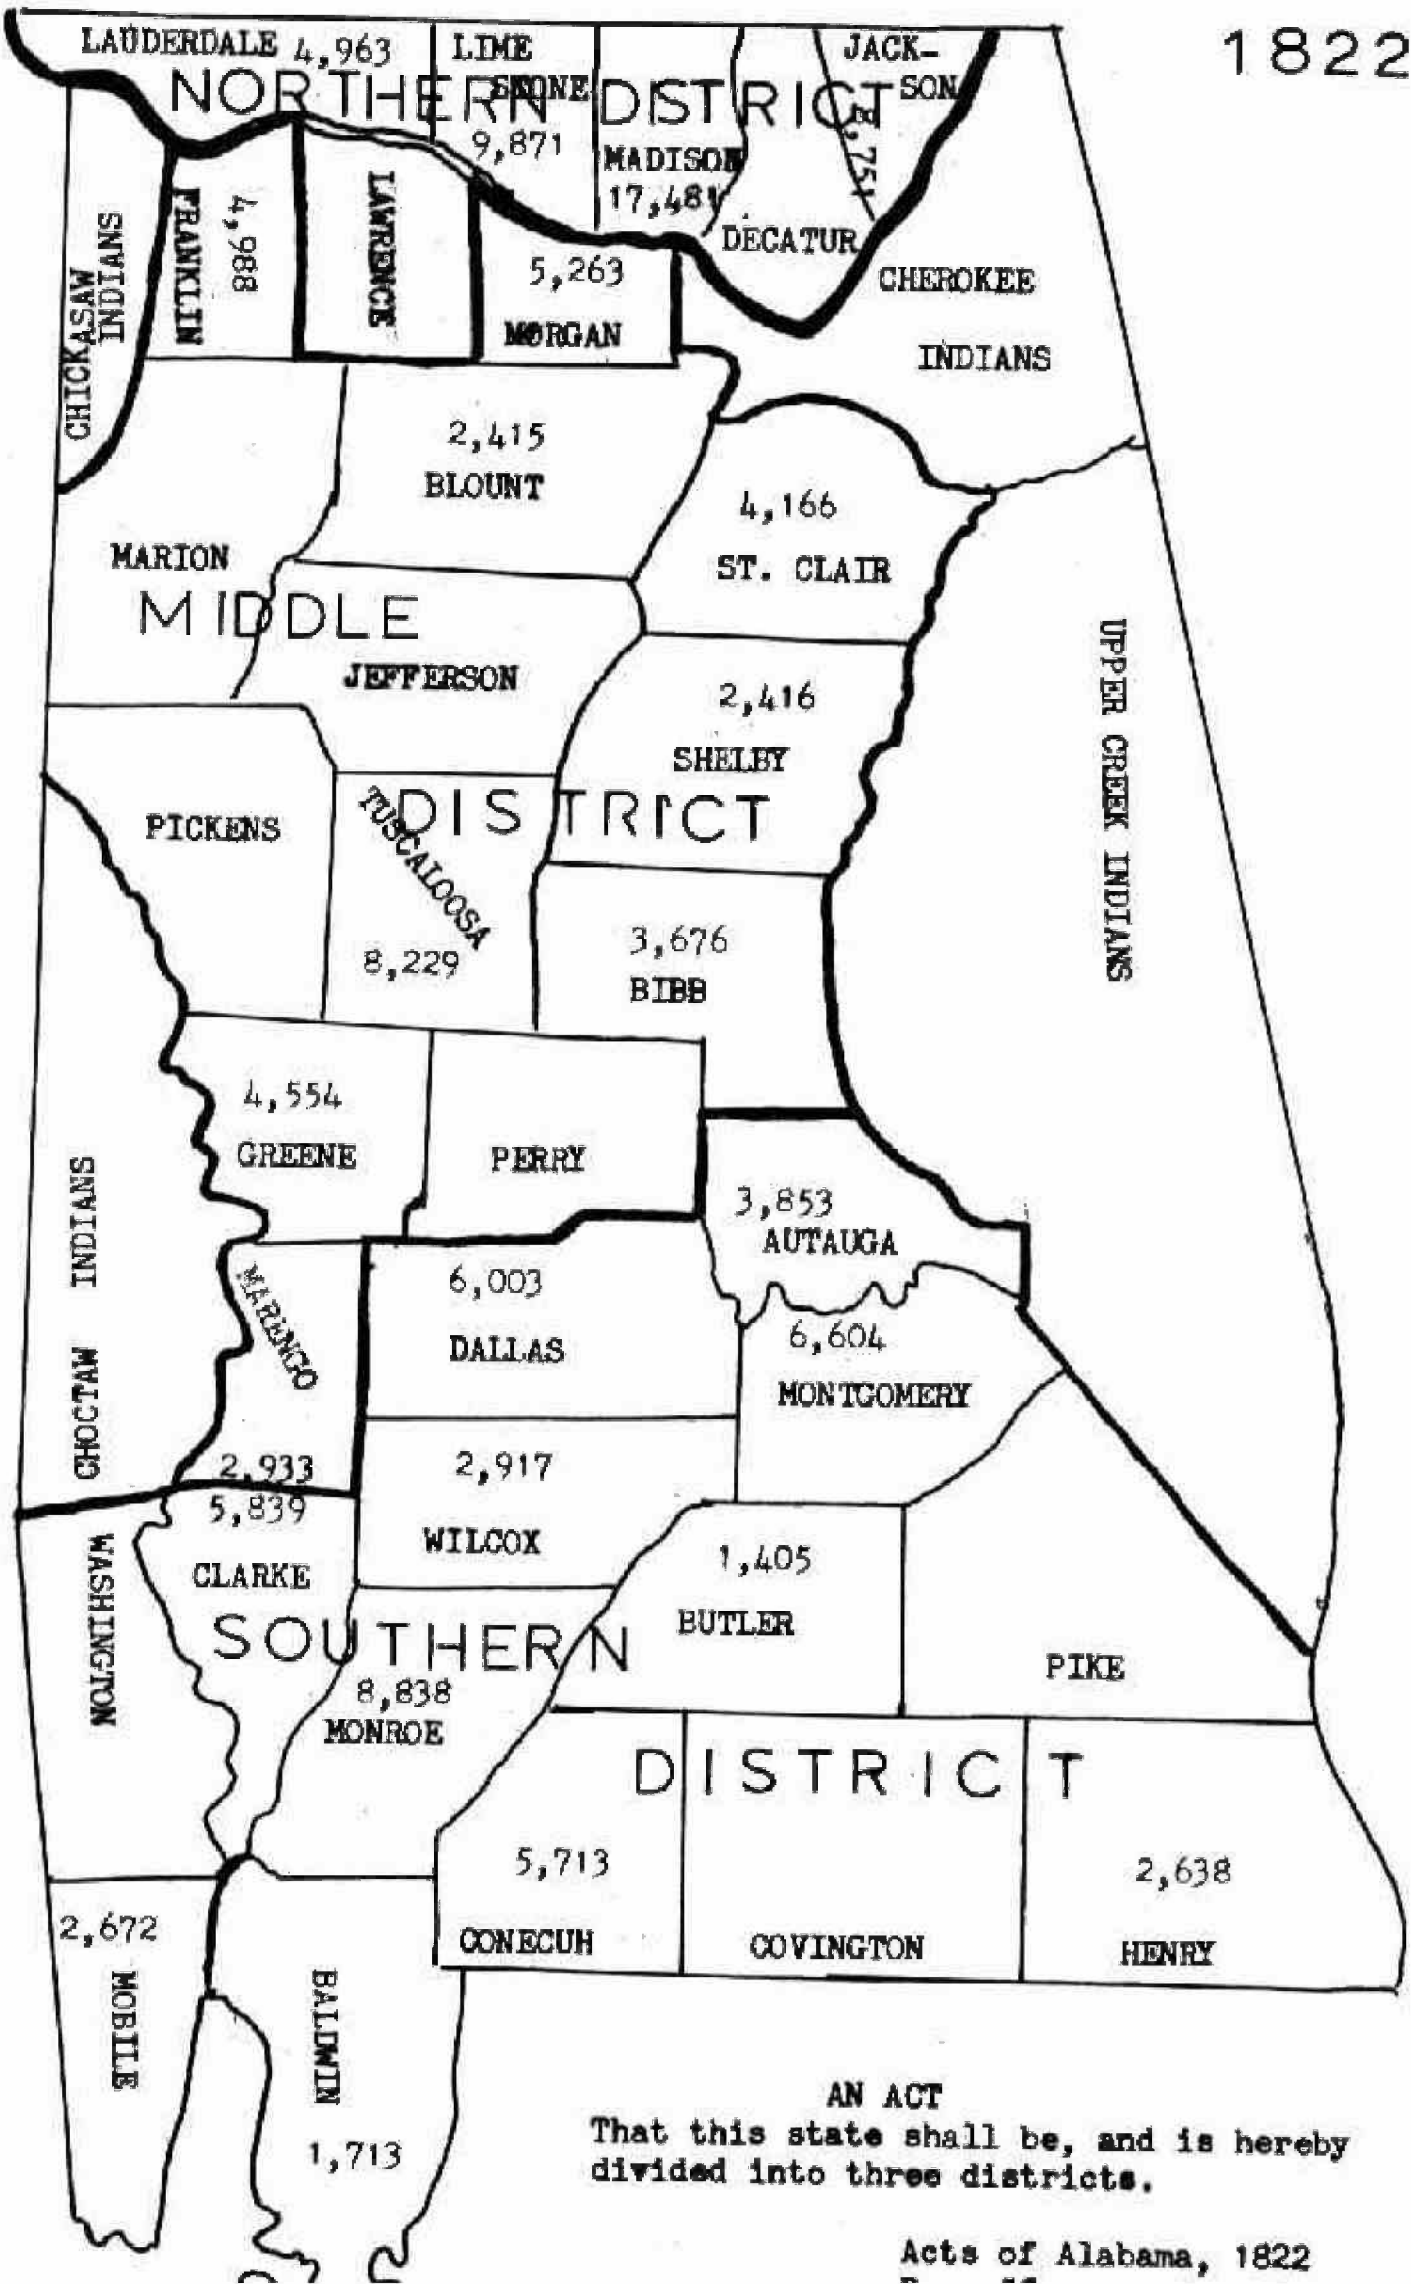 1822
LAUDERDALE 4,963
LIME
STONE
9,871
JACK-
SON
8,751
NORTHERN DISTRICT
MADISON
17,481
DECATUR
CHICKASAW
INDIANS
FRANKLIN
4,988
LAWRENCE
5,263
MORGAN
CHEROKEE
INDIANS
2,415
BLOUNT
4,166
ST. CLAIR
MARION
MIDDLE
JEFFERSON
2,416
SHELBY
UPPER CREEK INDIANS
DISTRICT
PICKENS
TUSCALOOSA
8,229
3,676
BIBB
4,554
GREENE
PERRY
3,853
AUTAUGA
CHOCTAW INDIANS
MARENGO
2,933
6,003
DALLAS
6,604
MONTGOMERY
2,917
WILCOX
5,839
CLARKE
WASHINGTON
1,405
BUTLER
SOUTHERN
8,838
MONROE
PIKE
DISTRICT
5,713
CONECUH
COVINGTON
2,638
HENRY
2,672
MOBILE
BALDWIN
1,713
AN ACT
That this state shall be, and is hereby
divided into three districts.
Acts of Alabama, 1822